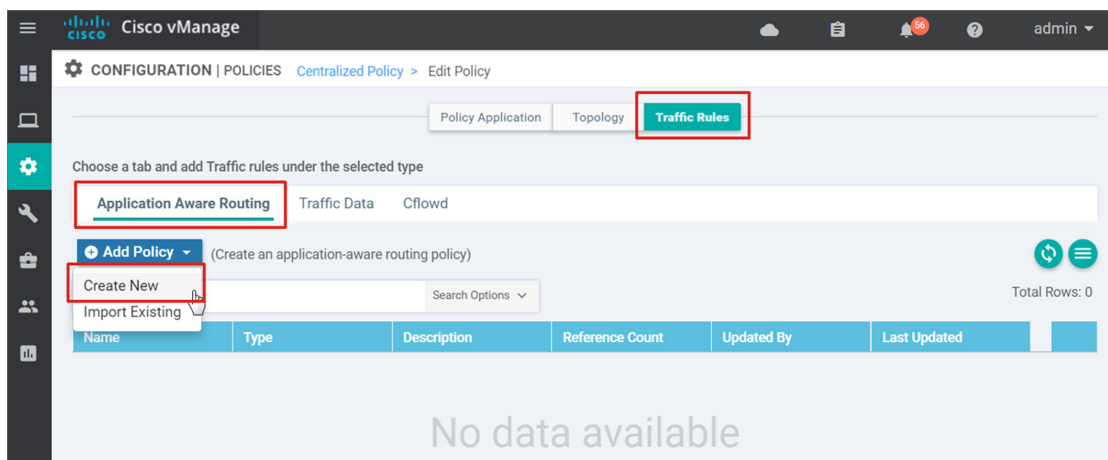 cisco Cisco vManage 56 admin
CONFIGURATION | POLICIES Centralized Policy > Edit Policy
Policy Application Topology Traffic Rules
Choose a tab and add Traffic rules under the selected type
Application Aware Routing Traffic Data Cflowd
Add Policy (Create an application-aware routing policy)
Create New
Search Options Total Rows: 0
Import Existing
Name Type Description Reference Count Updated By Last Updated
No data available